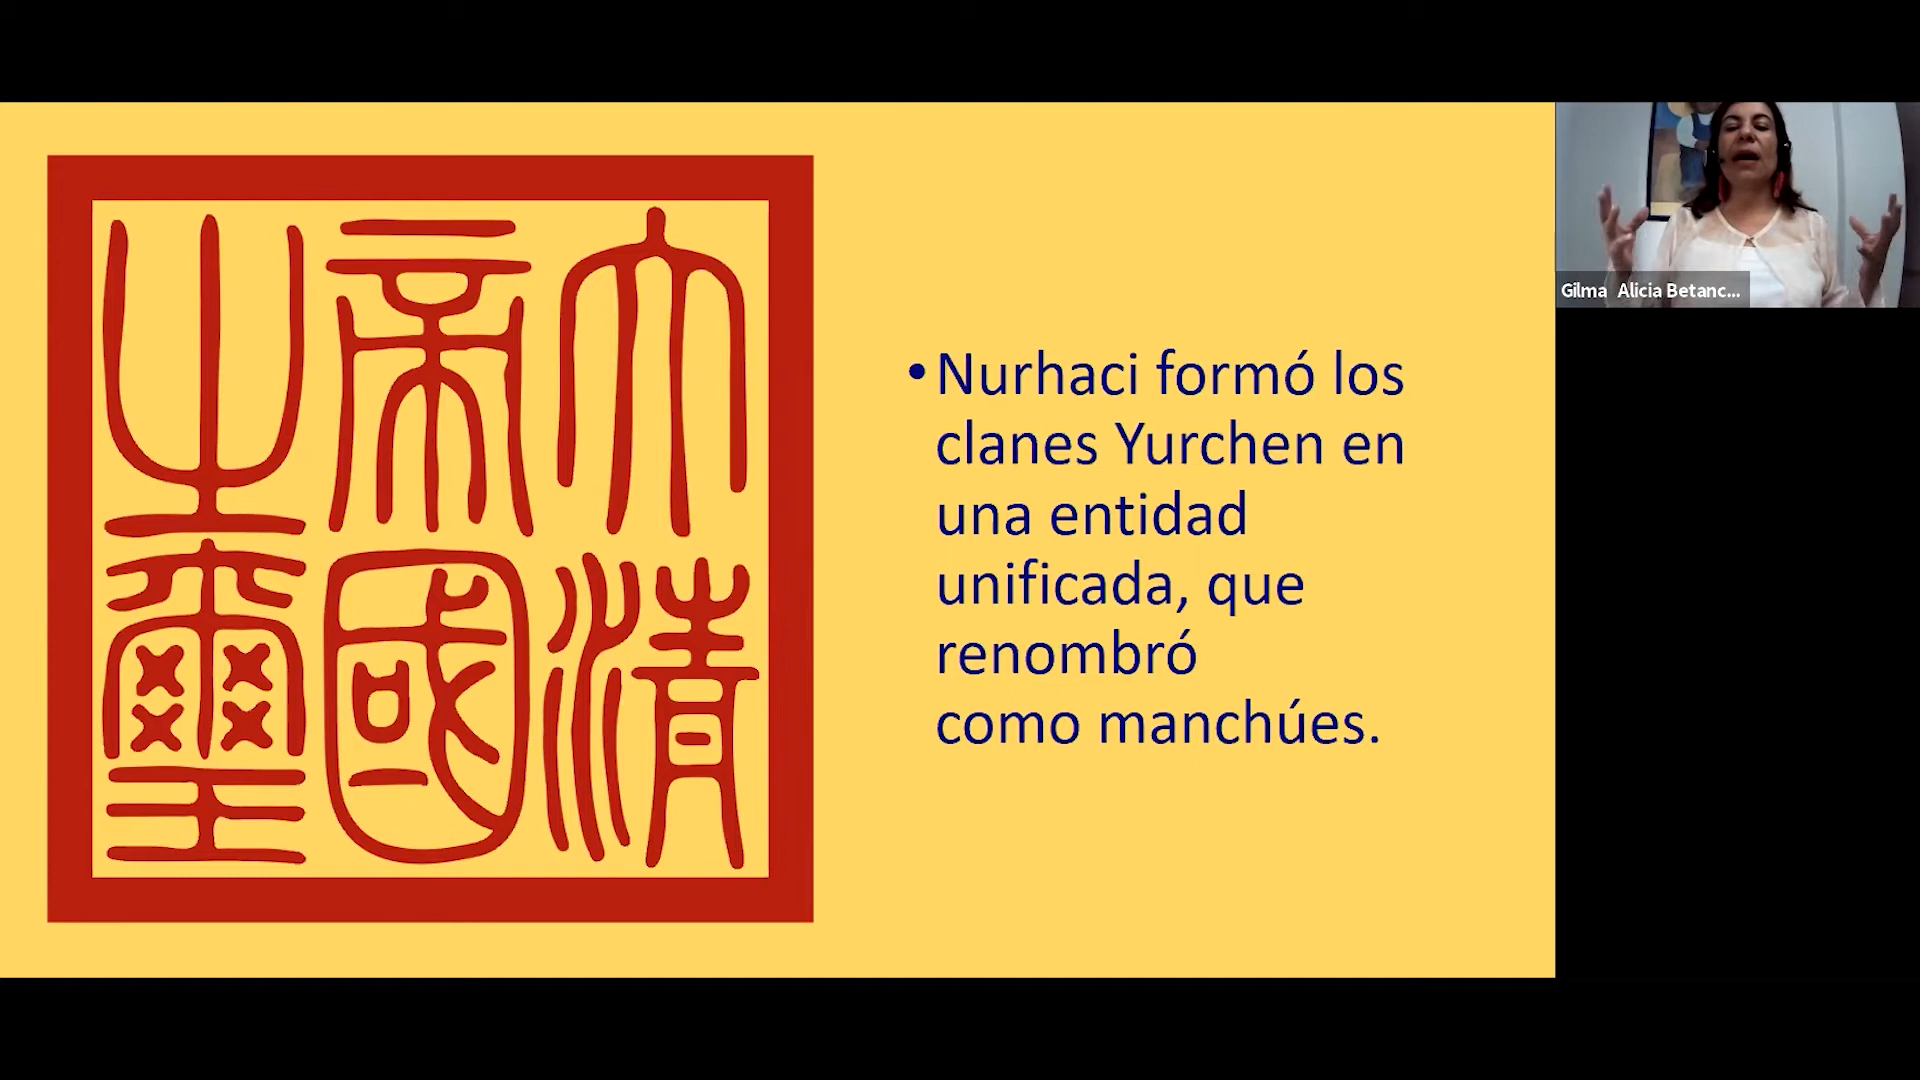 大清
帝國
之璽
•Nurhaci formó los
clanes Yurchen en
una entidad
unificada, que
renombró
como manchúes.
Gilma Alicia Betanc...